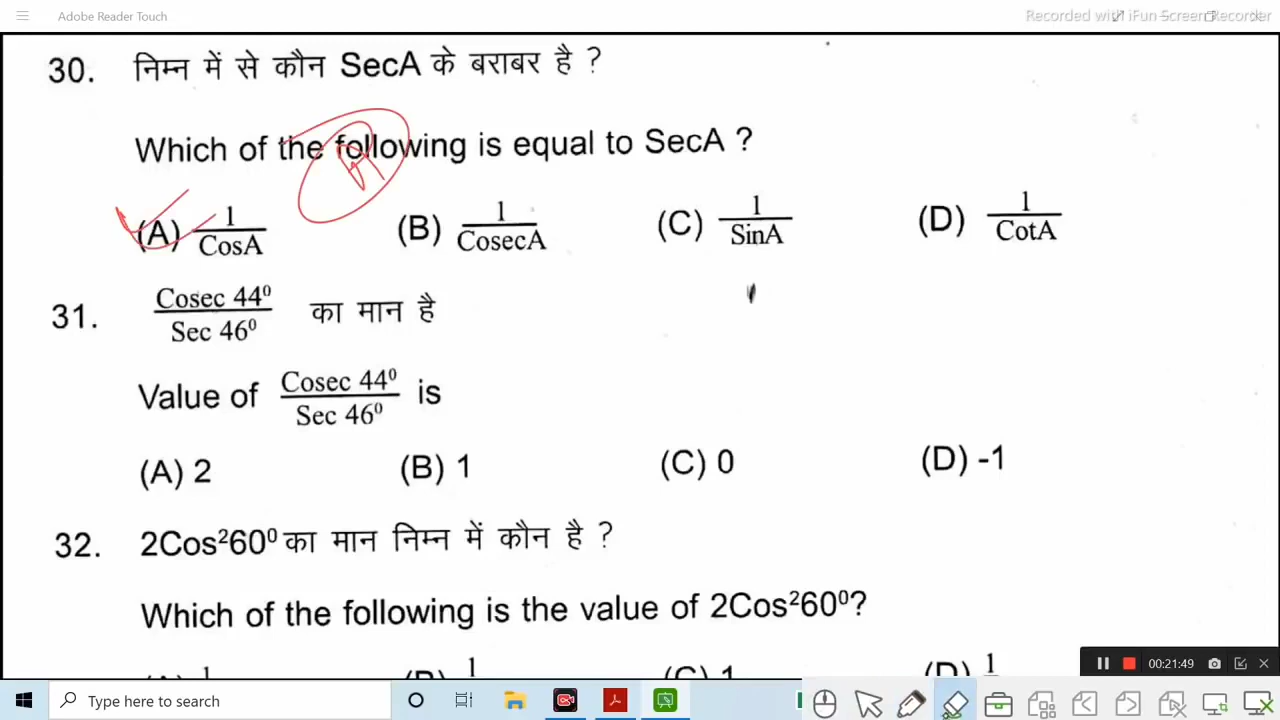 Adobe Reader Touch
Recorded with iFun Screen Recorder
30. निम्न में से कौन SecA के बराबर है ?
Which of the following is equal to SecA ?
(A) 1/CosA (B) 1/CosecA (C) 1/SinA (D) 1/CotA
31. Cosec 44⁰/Sec 46⁰ का मान है
Value of Cosec 44⁰/Sec 46⁰ is
(A) 2 (B) 1 (C) 0 (D) -1
32. 2Cos²60⁰ का मान निम्न में कौन है ?
Which of the following is the value of 2Cos²60⁰?
00:21:49
Type here to search